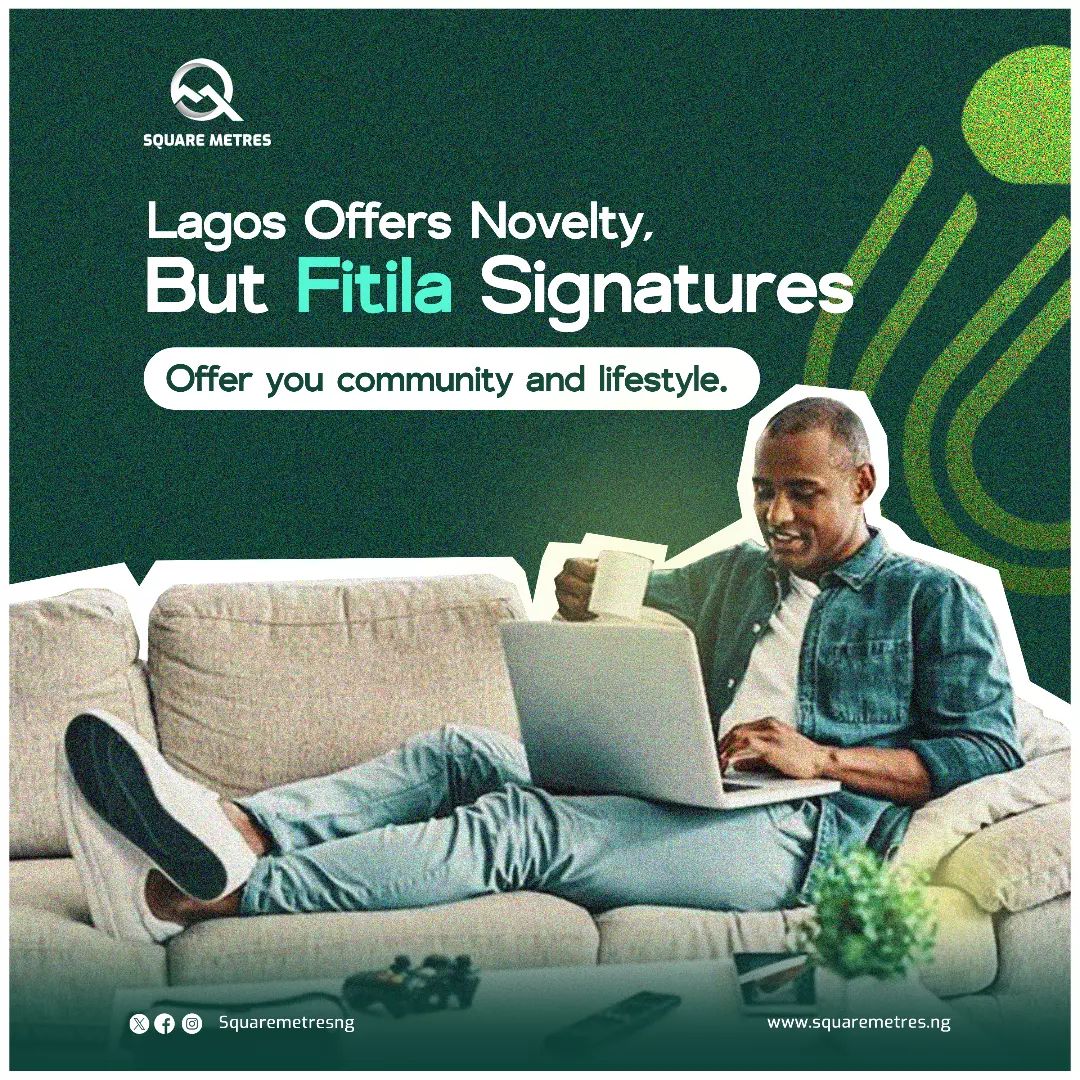 SQUARE METRES
Lagos Offers Novelty,
But Fitila Signatures
Offer you community and lifestyle.
Squaremetresng
www.squaremetres.ng